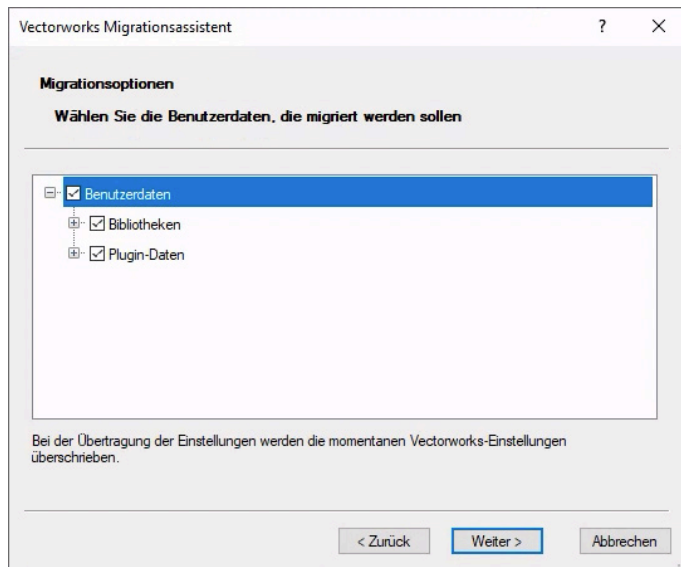 Vectorworks Migrationsassistent
?
Migrationsoptionen
Wählen Sie die Benutzerdaten, die migriert werden sollen
Benutzerdaten
Bibliotheken
Plugin-Daten
Bei der Übertragung der Einstellungen werden die momentanen Vectorworks-Einstellungen
überschrieben.
< Zurück
Weiter >
Abbrechen